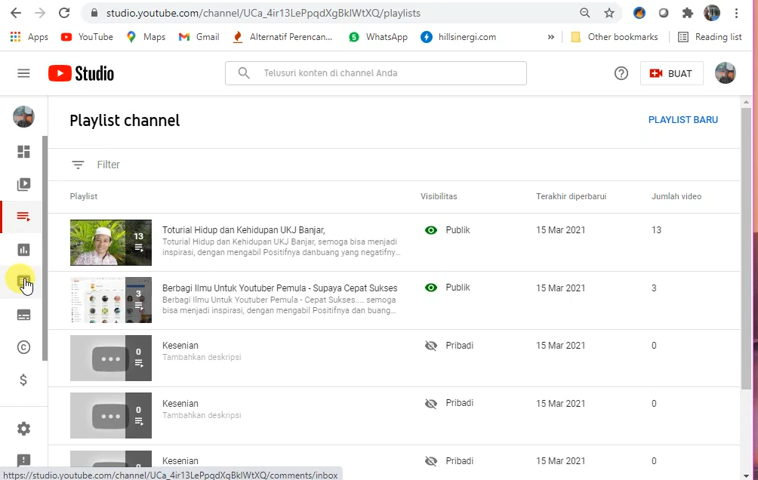 studio.youtube.com/channel/UCa_4ir13LePpqdXgBklWtXQ/playlists
Apps YouTube Maps Gmail Alternatif Perencan... WhatsApp hillsinergi.com » Other bookmarks Reading list
Studio Telusuri konten di channel Anda BUAT
Playlist channel PLAYLIST BARU
Filter
Playlist Visibilitas Terakhir diperbarui Jumlah video
13 Toturial Hidup dan Kehidupan UKJ Banjar, Publik 15 Mar 2021 13
Toturial Hidup dan Kehidupan UKJ Banjar, semoga bisa menjadi
inspirasi, dengan mengabil Positifnya danbuang yang negatifny...
3 Berbagi Ilmu Untuk Youtuber Pemula - Supaya Cepat Sukses Publik 15 Mar 2021 3
Berbagi Ilmu Untuk Youtuber Pemula - Cepat Sukses.... semoga
bisa menjadi inspirasi, dengan mengabil Positifnya dan buang...
0 Kesenian Pribadi 15 Mar 2021 0
Tambahkan deskripsi
0 Kesenian Pribadi 15 Mar 2021 0
Tambahkan deskripsi
0 Kesenian Pribadi 15 Mar 2021 0
https://studio.youtube.com/channel/UCa_4ir13LePpqdXgBklWtXQ/comments/inbox